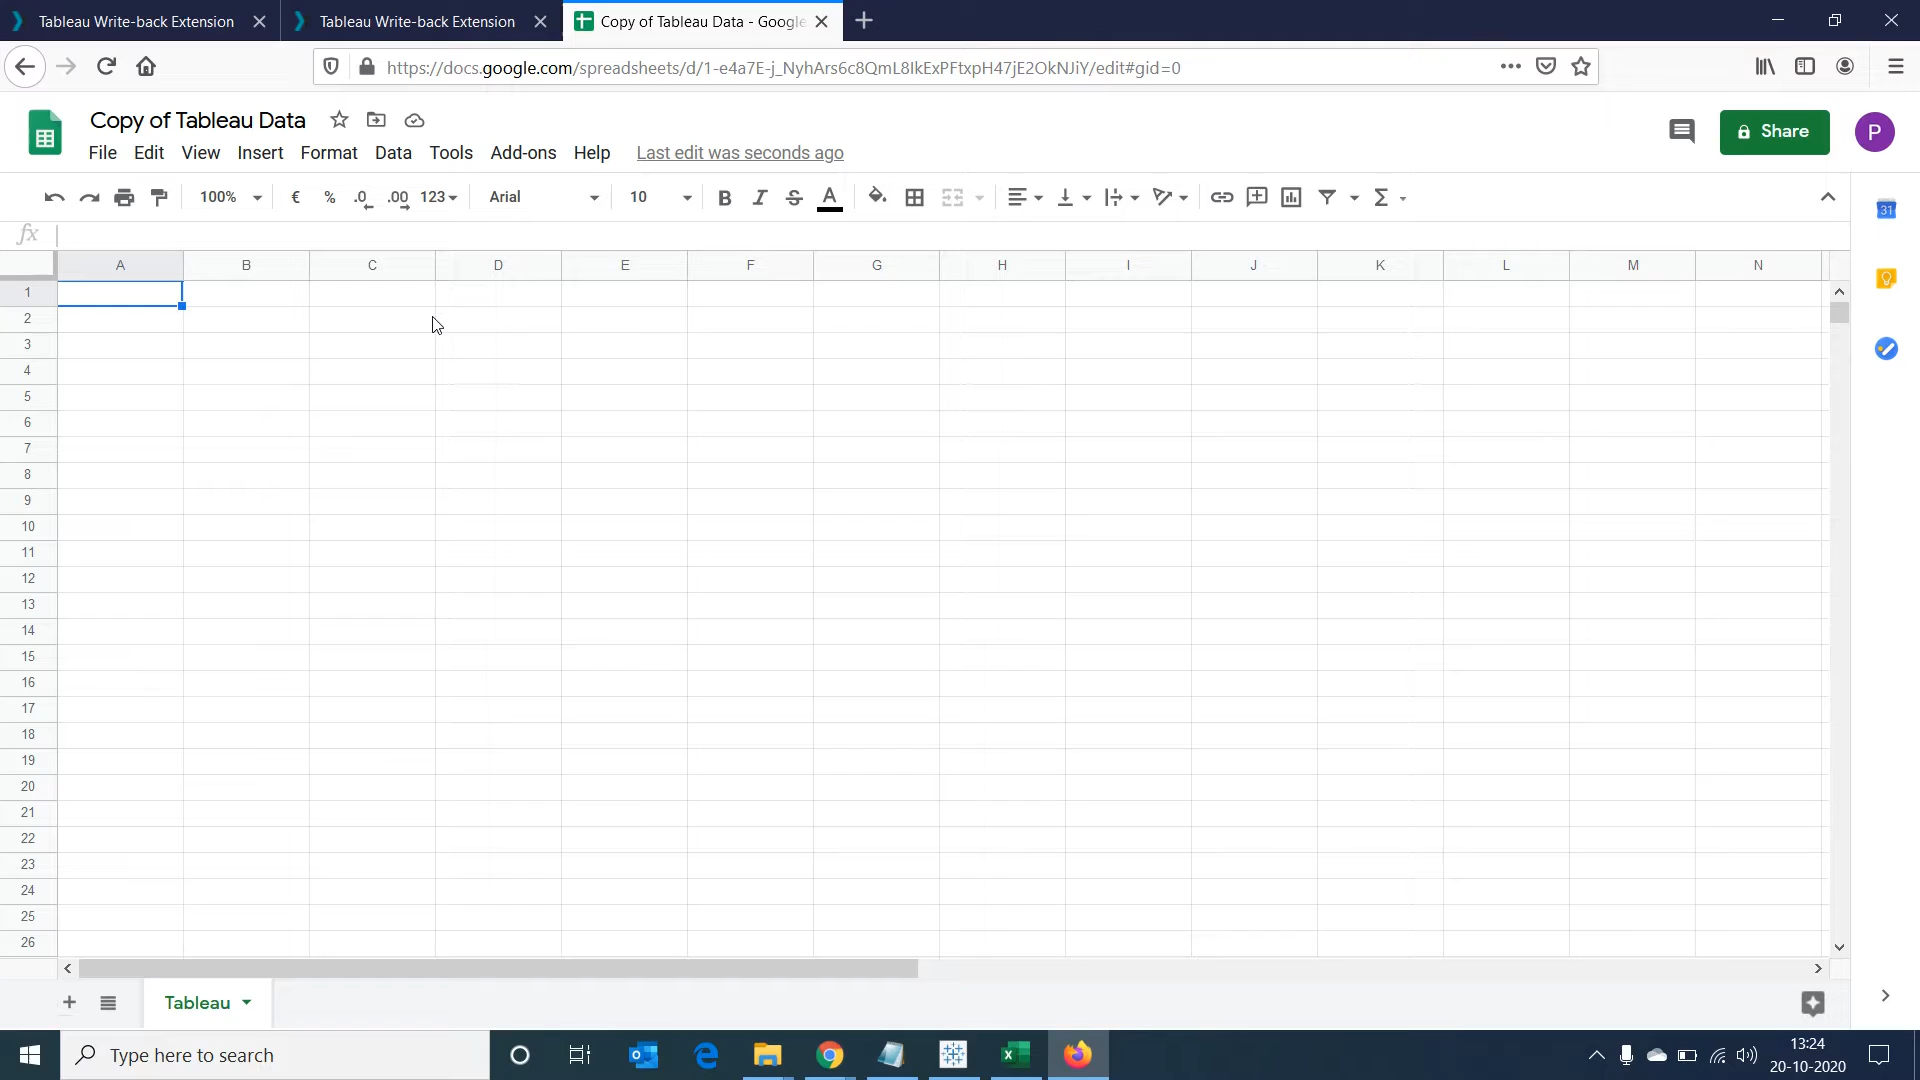 Tableau Write-back Extension
Tableau Write-back Extension
Copy of Tableau Data - Google
https://docs.google.com/spreadsheets/d/1-e4a7E-j_NyhArs6c8QmL8IkExPFtxpH47jE2OkNJiY/edit#gid=0
Copy of Tableau Data
File Edit View Insert Format Data Tools Add-ons Help Last edit was seconds ago
Share
P
100% € % .0 .00 123 Arial 10 B I S A Σ
31
fx
A B C D E F G H I J K L M N
1
2
3
4
5
6
7
8
9
10
11
12
13
14
15
16
17
18
19
20
21
22
23
24
25
26
Tableau
Type here to search
13:24
20-10-2020